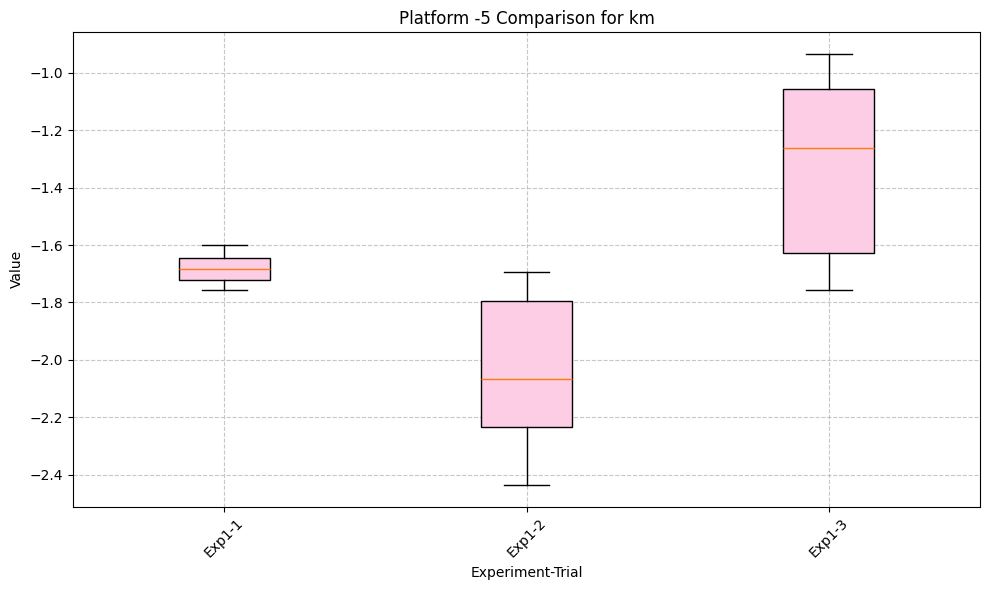 Platform -5 Comparison for km
Value
−1.0
−1.2
−1.4
−1.6
−1.8
−2.0
−2.2
−2.4
Exp1-1
Exp1-2
Exp1-3
Experiment-Trial